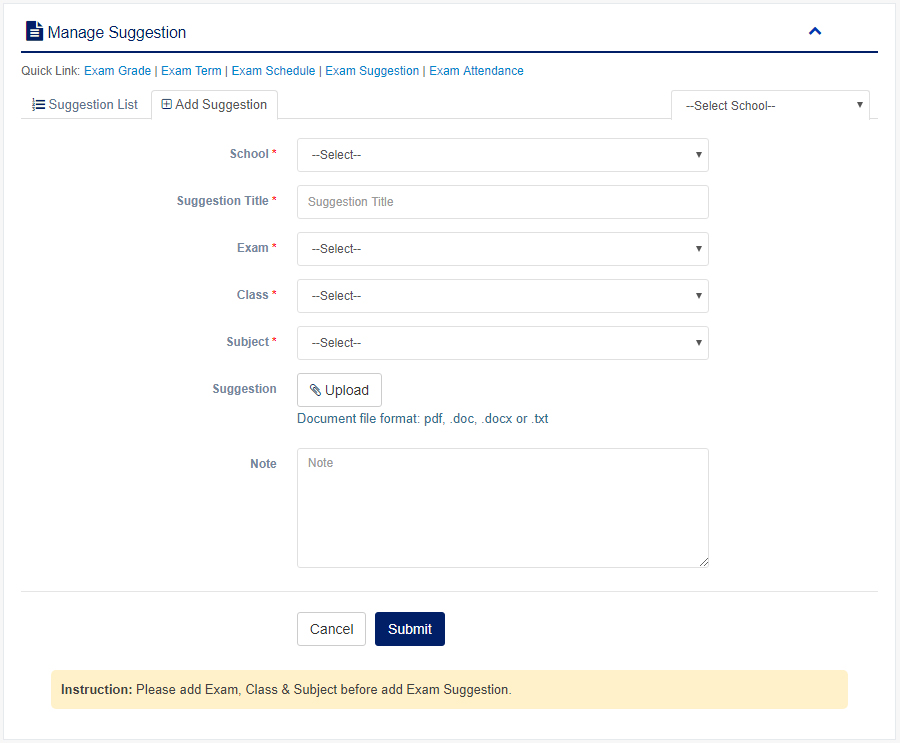 Manage Suggestion
Quick Link: Exam Grade | Exam Term | Exam Schedule | Exam Suggestion | Exam Attendance
Suggestion List Add Suggestion --Select School--
School * --Select--
Suggestion Title * Suggestion Title
Exam * --Select--
Class * --Select--
Subject * --Select--
Suggestion Upload
Document file format: pdf, .doc, .docx or .txt
Note Note
Cancel Submit
Instruction: Please add Exam, Class & Subject before add Exam Suggestion.